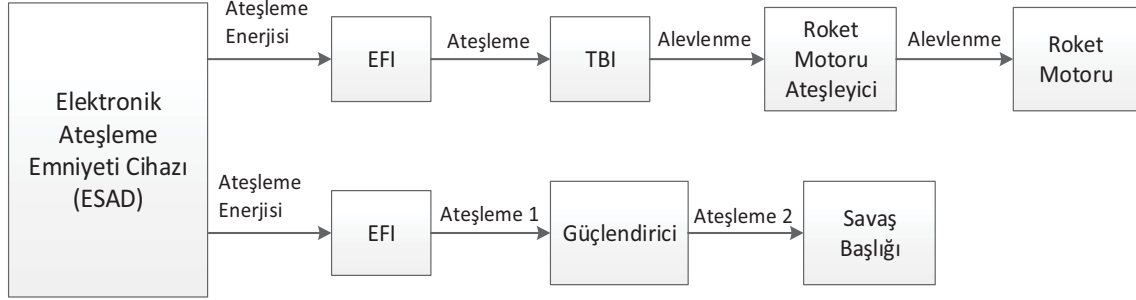 Elektronik
Ateşleme
Emniyeti Cihazı
(ESAD)
Ateşleme
Enerjisi
EFI
Ateşleme
TBI
Alevlenme
Roket
Motoru
Ateşleyici
Alevlenme
Roket
Motoru
Ateşleme
Enerjisi
EFI
Ateşleme 1
Güçlendirici
Ateşleme 2
Savaş
Başlığı